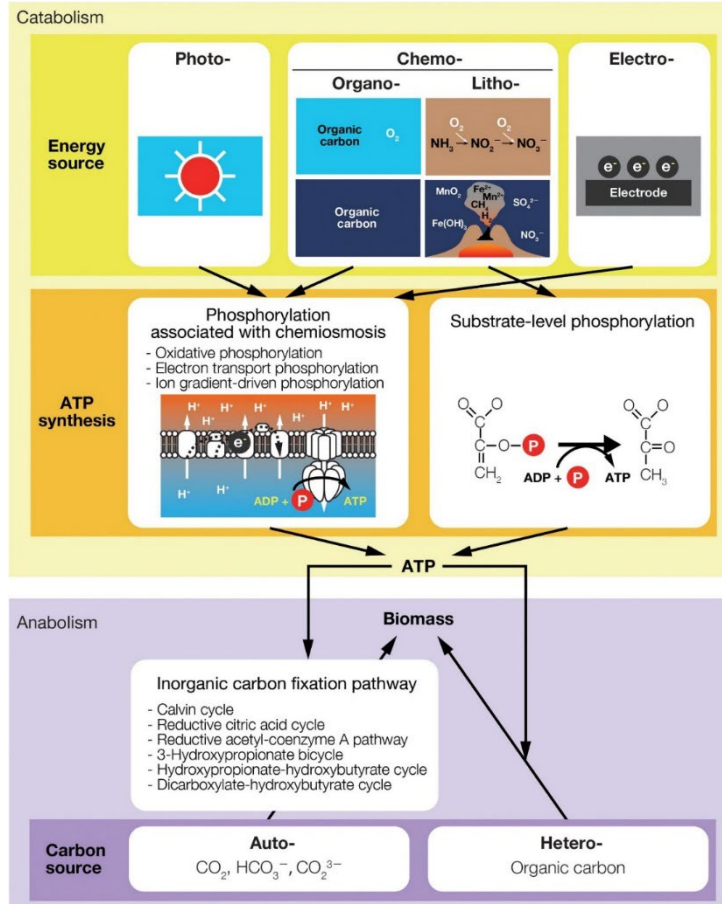 Catabolism
Photo-
Chemo-
Electro-
Organo-
Litho-
Energy
source
Organic
carbon
O₂
O₂ O₂
NH₃ → NO₂⁻ → NO₃⁻
Organic
carbon
MnO₂
Fe²⁺
Mn²⁺
CH₄
H₂
SO₄²⁻
Fe(OH)₃
NO₃⁻
e⁻ e⁻ e⁻
Electrode
ATP
synthesis
Phosphorylation
associated with chemiosmosis
- Oxidative phosphorylation
- Electron transport phosphorylation
- Ion gradient-driven phosphorylation
H⁺ H⁺ H⁺ H⁺ H⁺
H⁺ H⁺
e⁻
H⁺ H⁺
ADP + P ATP
Substrate-level phosphorylation
O O
C
C—O—P
CH₂
ADP + P ATP
O O
C
C=O
CH₃
ATP
Anabolism
Biomass
Inorganic carbon fixation pathway
- Calvin cycle
- Reductive citric acid cycle
- Reductive acetyl-coenzyme A pathway
- 3-Hydroxypropionate bicycle
- Hydroxypropionate-hydroxybutyrate cycle
- Dicarboxylate-hydroxybutyrate cycle
Carbon
source
Auto-
CO₂, HCO₃⁻, CO₂³⁻
Hetero-
Organic carbon